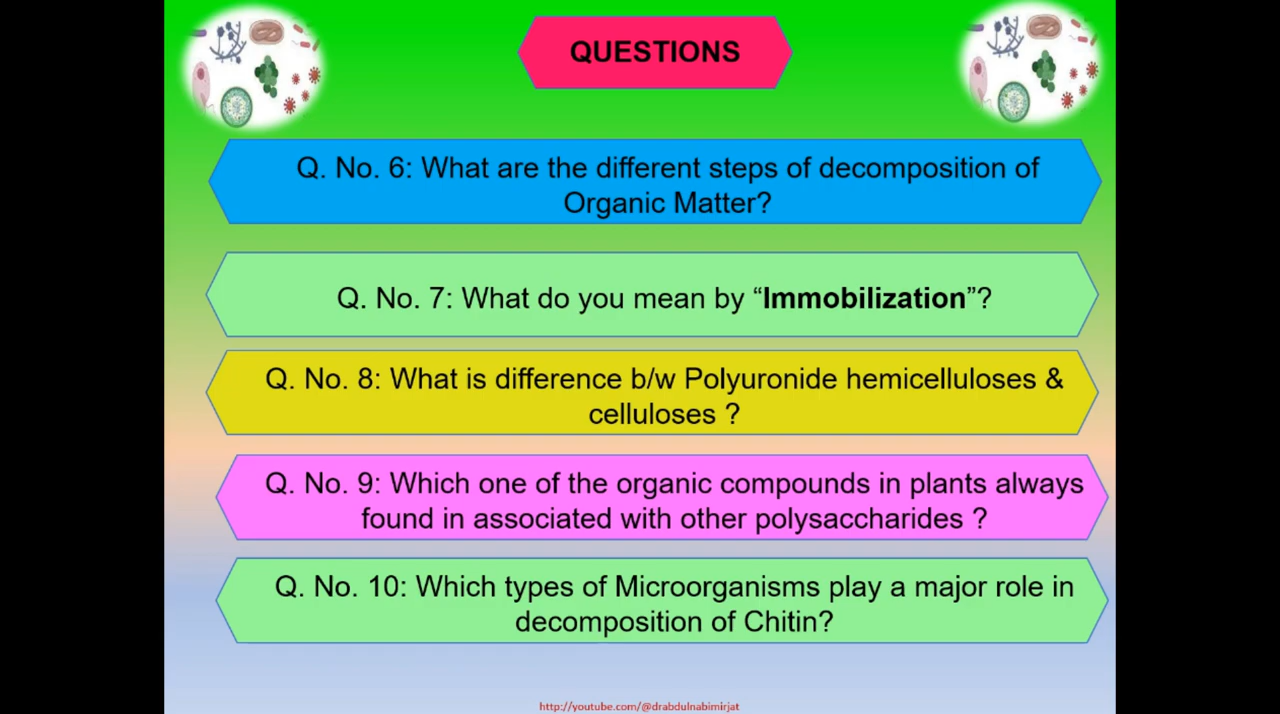 QUESTIONS
Q. No. 6: What are the different steps of decomposition of
Organic Matter?
Q. No. 7: What do you mean by “Immobilization”?
Q. No. 8: What is difference b/w Polyuronide hemicelluloses &
celluloses ?
Q. No. 9: Which one of the organic compounds in plants always
found in associated with other polysaccharides ?
Q. No. 10: Which types of Microorganisms play a major role in
decomposition of Chitin?
http://youtube.com/@drabdulnabimirjat